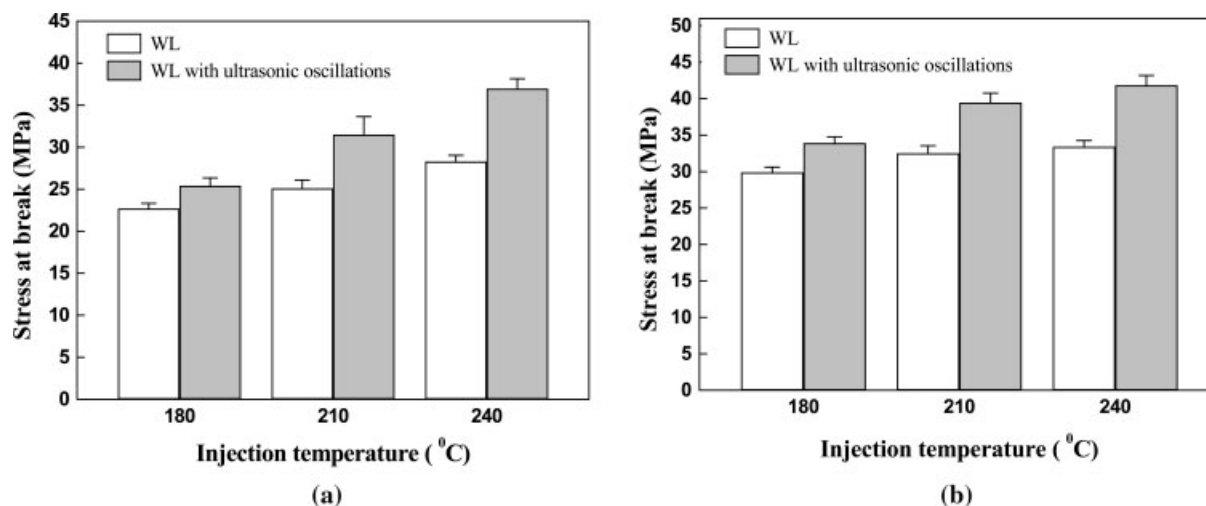 45
40
35
30
25
20
15
10
5
0
Stress at break (MPa)
WL
WL with ultrasonic oscillations
180 210 240
Injection temperature ( ⁰C)
(a)
50
45
40
35
30
25
20
15
10
5
0
Stress at break (MPa)
WL
WL with ultrasonic oscillations
180 210 240
Injection temperature ( ⁰C)
(b)